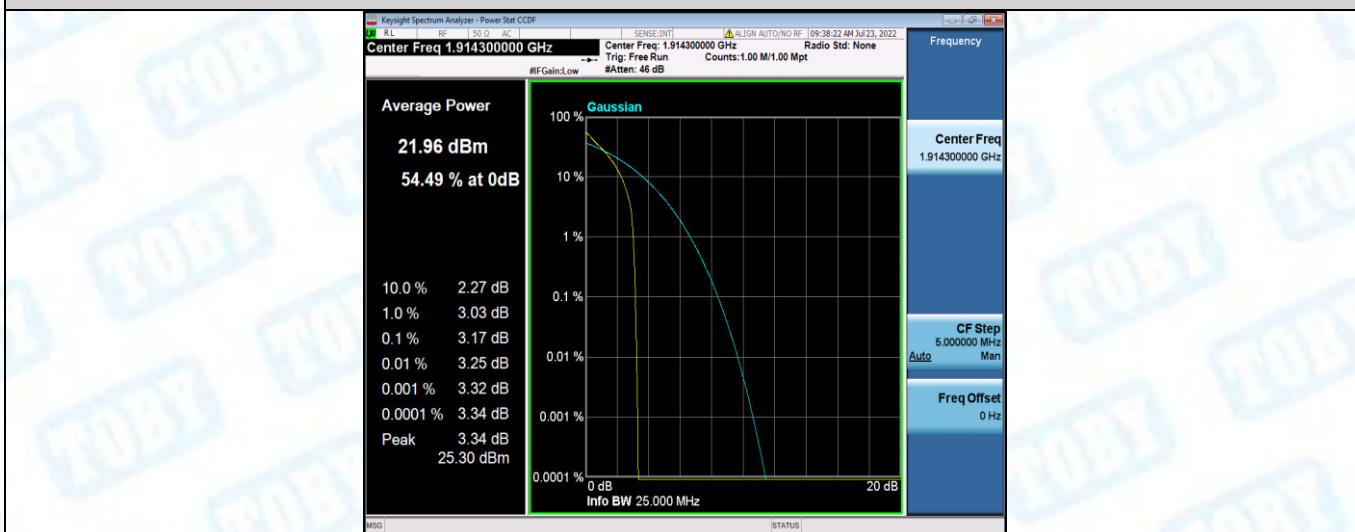 Keysight Spectrum Analyzer - Power Stat CCDF
RL RF 50 Ω AC SENSE:INT ALIGN AUTO/NO RF 09:38:22 AM Jul 23, 2022
Center Freq 1.914300000 GHz
Center Freq: 1.914300000 GHz Radio Std: None
Trig: Free Run Counts:1.00 M/1.00 Mpt
#IFGain:Low #Atten: 46 dB
Frequency
Center Freq
1.914300000 GHz
CF Step
5.000000 MHz
Auto Man
Freq Offset
0 Hz
Average Power
21.96 dBm
54.49 % at 0dB
10.0 % 2.27 dB
1.0 % 3.03 dB
0.1 % 3.17 dB
0.01 % 3.25 dB
0.001 % 3.32 dB
0.0001 % 3.34 dB
Peak 3.34 dB
25.30 dBm
Gaussian
100 %
10 %
1 %
0.1 %
0.01 %
0.001 %
0.0001 %
0 dB 20 dB
Info BW 25.000 MHz
MSG STATUS
TOBY
TOBY
TOBY
TOBY
TOBY
TOBY
TOBY
TOBY